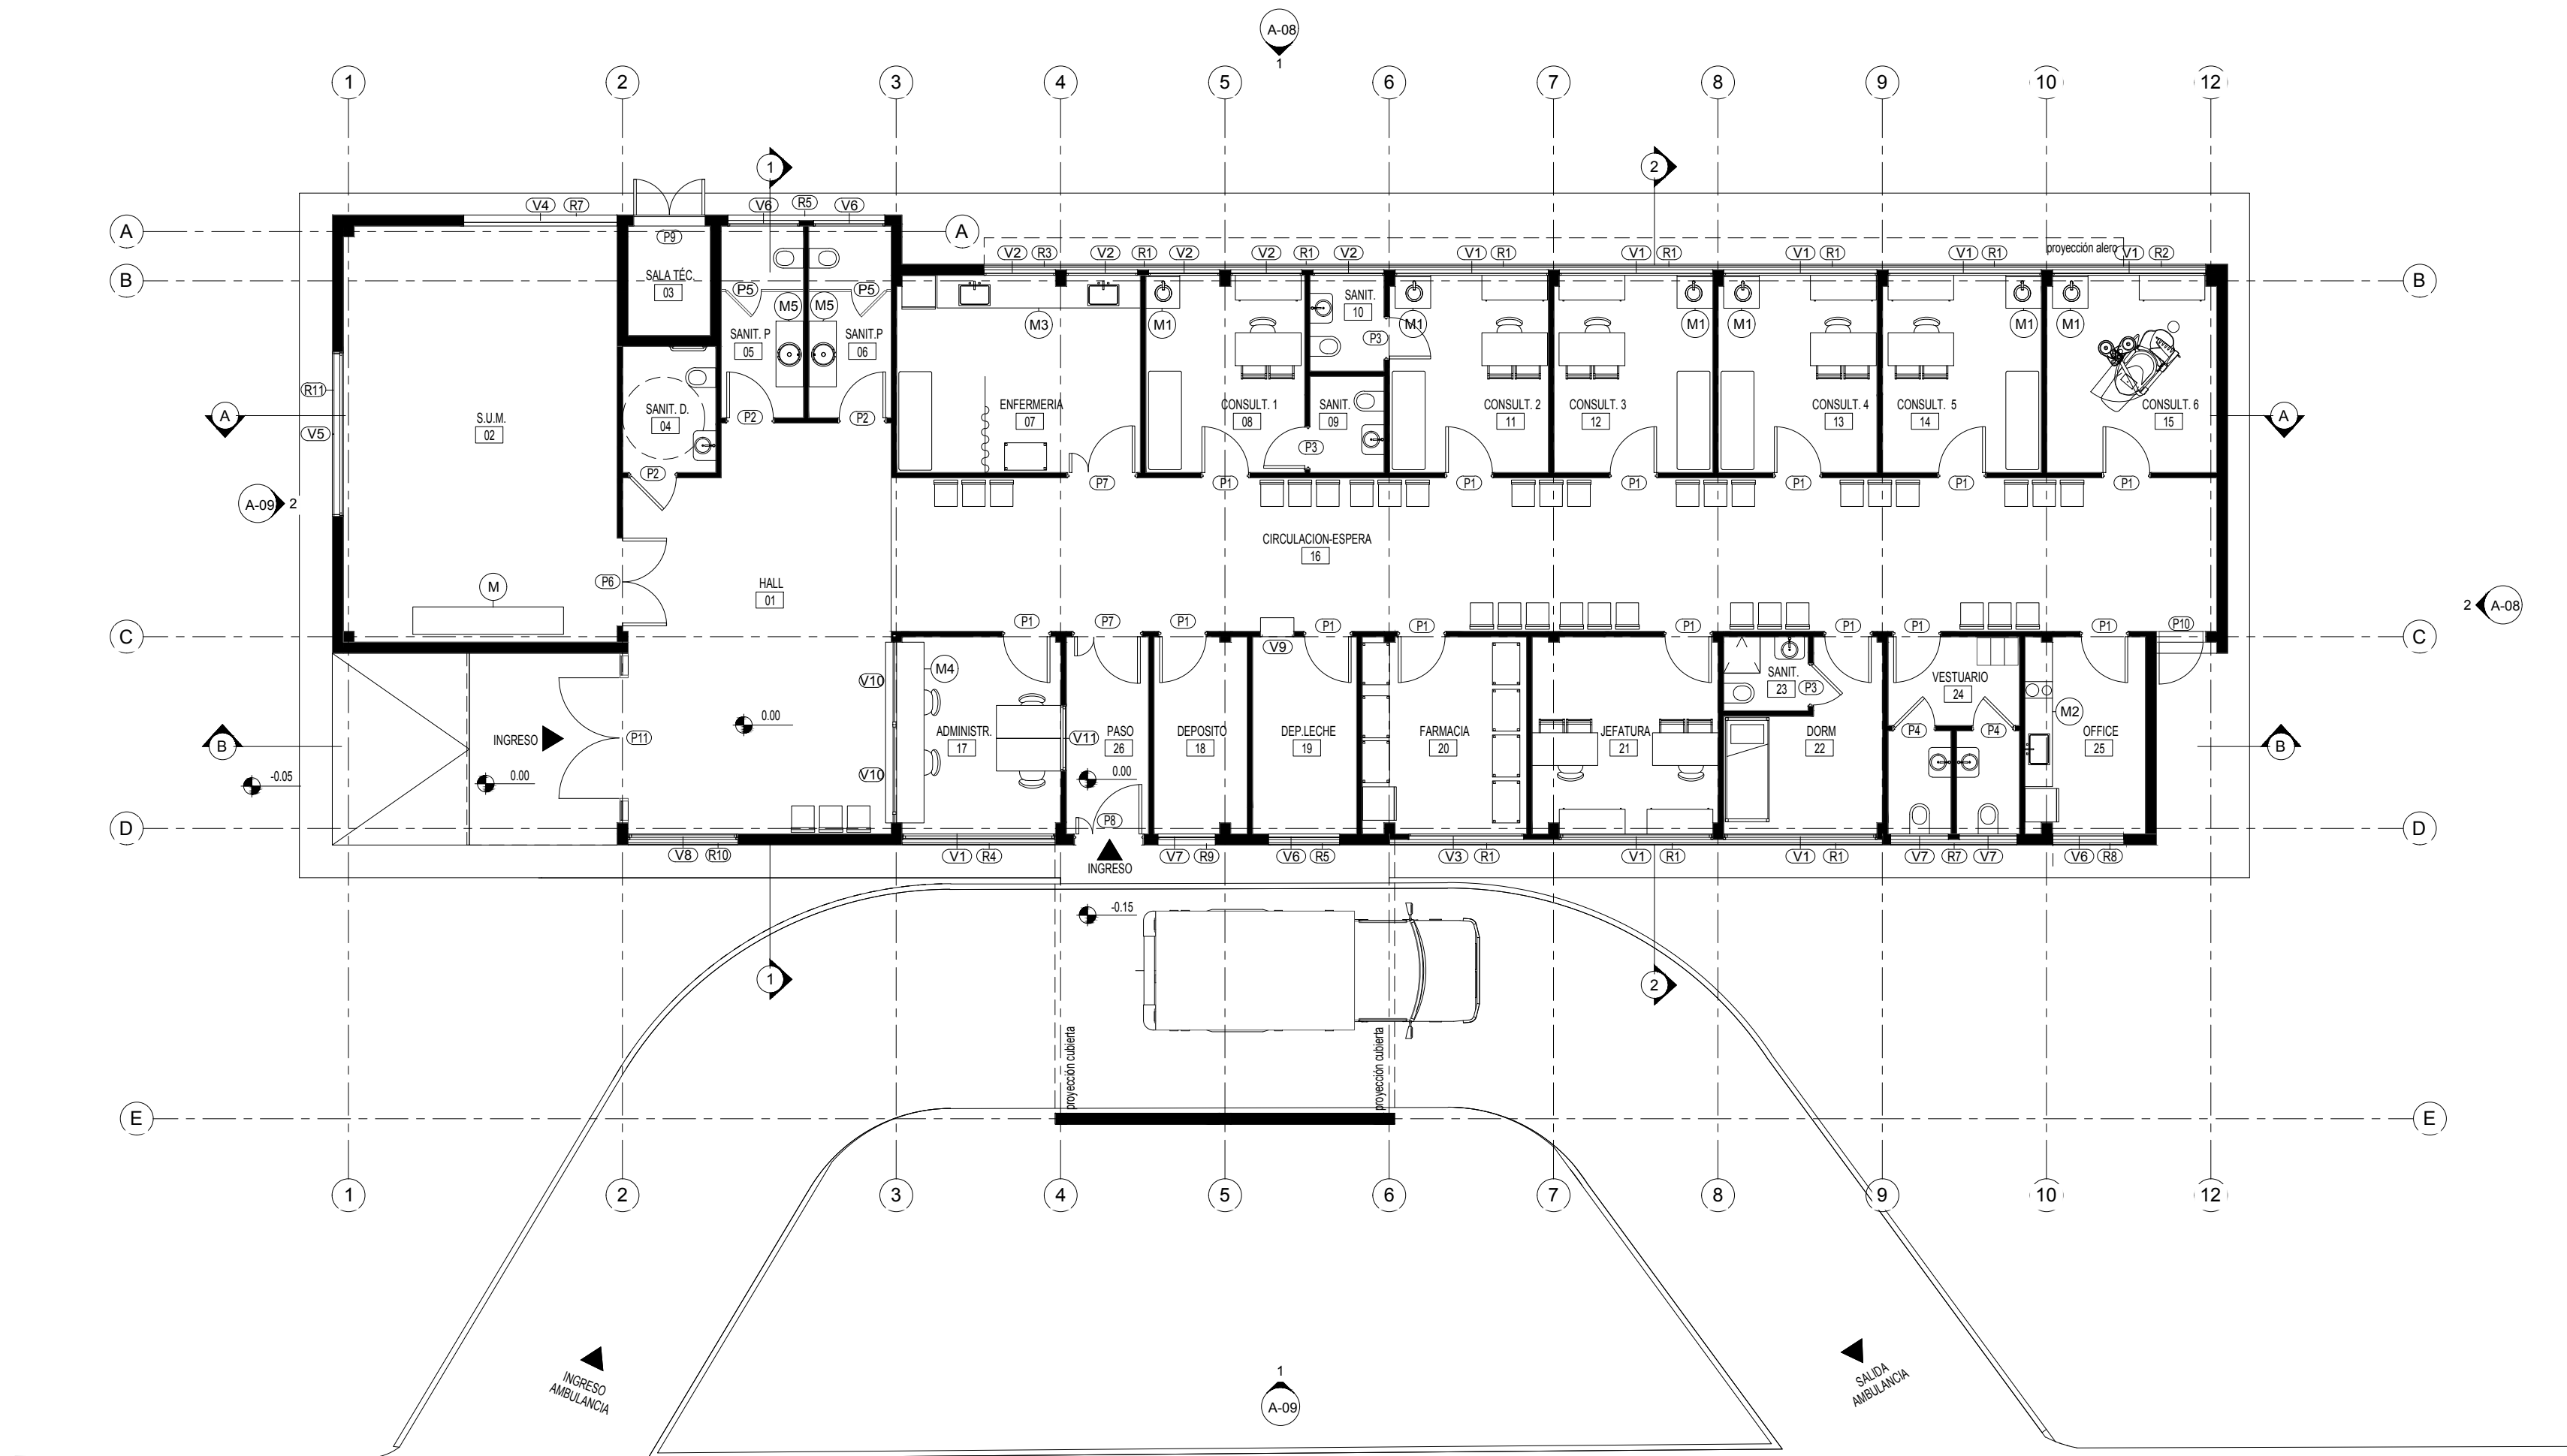 A-08
1
1 2 3 4 5 6 7 8 9 10 12
1 2
V4 R7 V6 R5 V6
A A
P9
proyección alero
V2 R3 V2 R1 V2 V2 R1 V2 V1 R1 V1 R1 V1 R1 V1 R1 V1 R2
SALA TÉC.
03
B B
P5 P5
M5 M5
SANIT. P
05
SANIT.P
06
M3 M1
SANIT.
10
P3
M1 M1 M1 M1 M1
R11
V5
A A
S.U.M.
02
SANIT. D.
04
P2 P2 P2
ENFERMERIA
07
CONSULT. 1
08
SANIT.
09
P3
CONSULT. 2
11
CONSULT. 3
12
CONSULT. 4
13
CONSULT. 5
14
CONSULT. 6
15
P7 P1 P1 P1 P1 P1 P1
A-09 2
CIRCULACION-ESPERA
16
M
P6
HALL
01
2 A-08
C C
P1 P7 P1 P1 P1 P1 P1 P1 P1 P10
V9
M4
V10
SANIT.
23
P3
VESTUARIO
24
M2
INGRESO
P11
0.00
ADMINISTR.
17
V11
PASO
26
DEPOSITO
18
DEP.LECHE
19
FARMACIA
20
JEFATURA
21
DORM
22
P4 P4
OFFICE
25
B B
-0.05
0.00
V10
0.00
P8
D D
V8 R10 V1 R4
INGRESO
V7 R9 V6 R5 V3 R1 V1 R1 V1 R1 V7 R7 V7 V6 R8
-0.15
1 2
proyección cubierta
proyección cubierta
E E
1 2 3 4 5 6 7 8 9 10 12
INGRESO
AMBULANCIA
SALIDA
AMBULANCIA
1
A-09